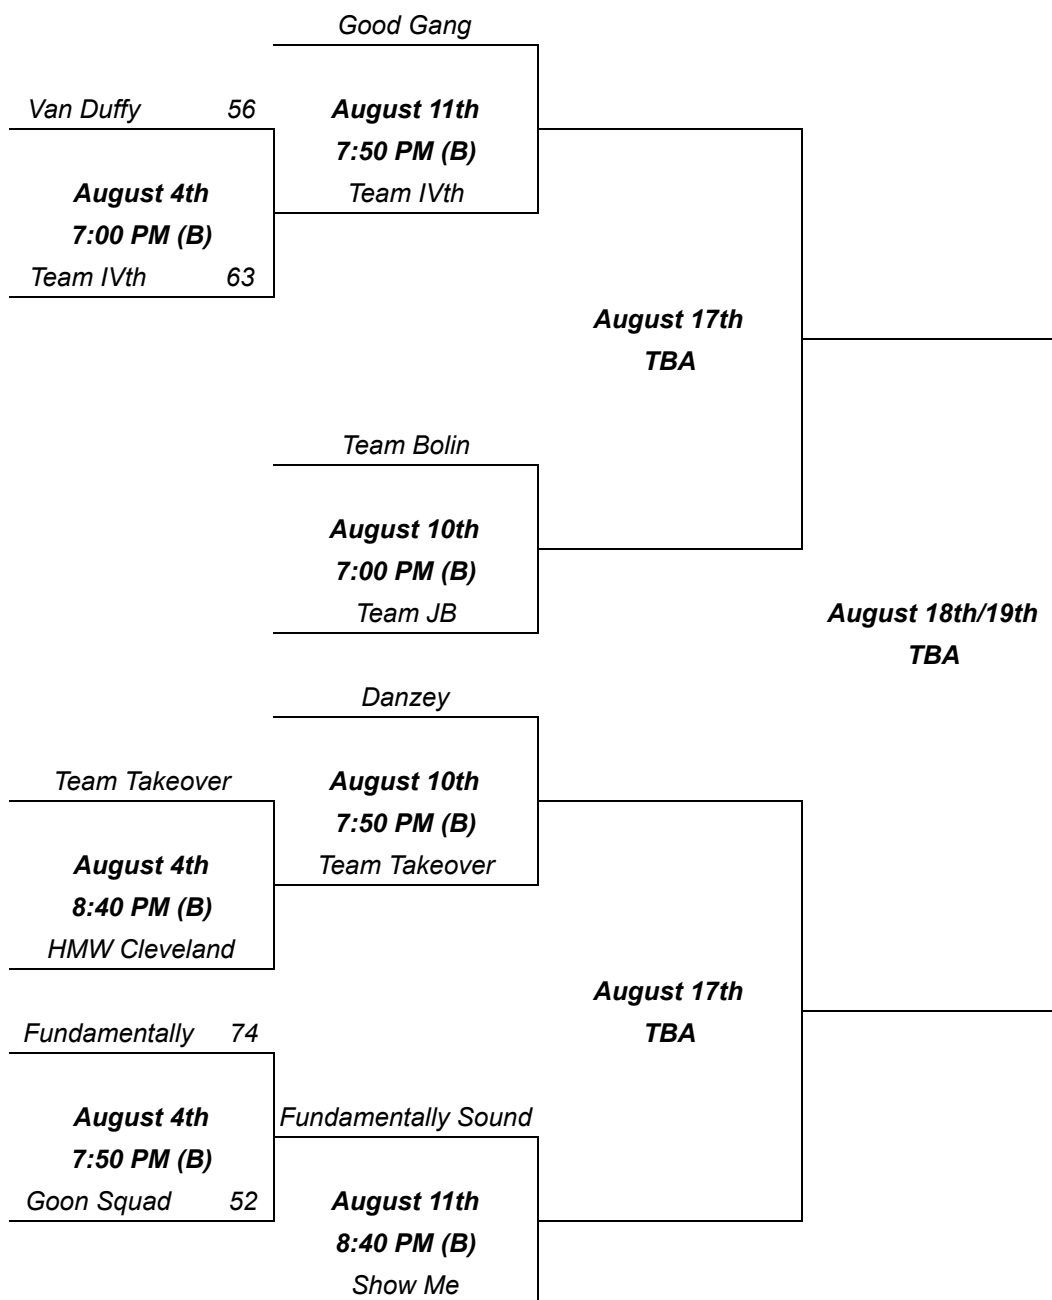 Good Gang
Van Duffy 56
August 11th
7:50 PM (B)
August 4th
Team IVth
7:00 PM (B)
Team IVth 63
August 17th
TBA
Team Bolin
August 10th
7:00 PM (B)
Team JB
August 18th/19th
TBA
Danzey
Team Takeover
August 10th
7:50 PM (B)
August 4th
Team Takeover
8:40 PM (B)
HMW Cleveland
August 17th
TBA
Fundamentally 74
August 4th
Fundamentally Sound
7:50 PM (B)
Goon Squad 52
August 11th
8:40 PM (B)
Show Me